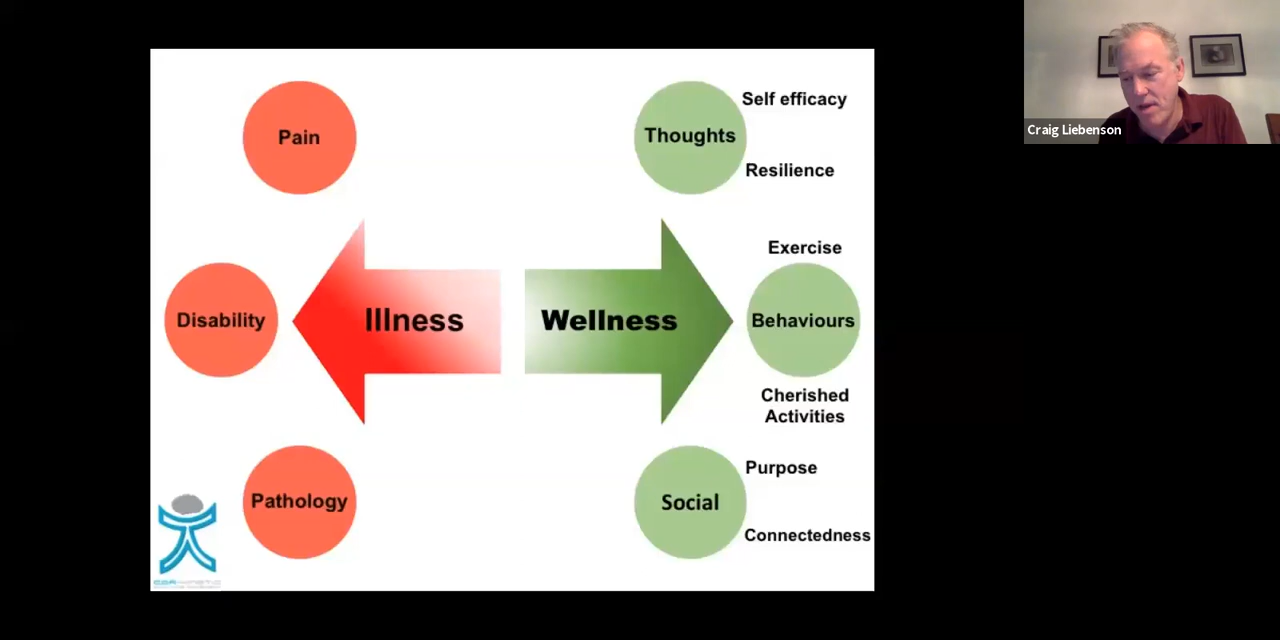 Pain
Disability
Pathology
Illness
Wellness
Thoughts
Self efficacy
Resilience
Exercise
Behaviours
Cherished
Activities
Social
Purpose
Connectedness
Craig Liebenson